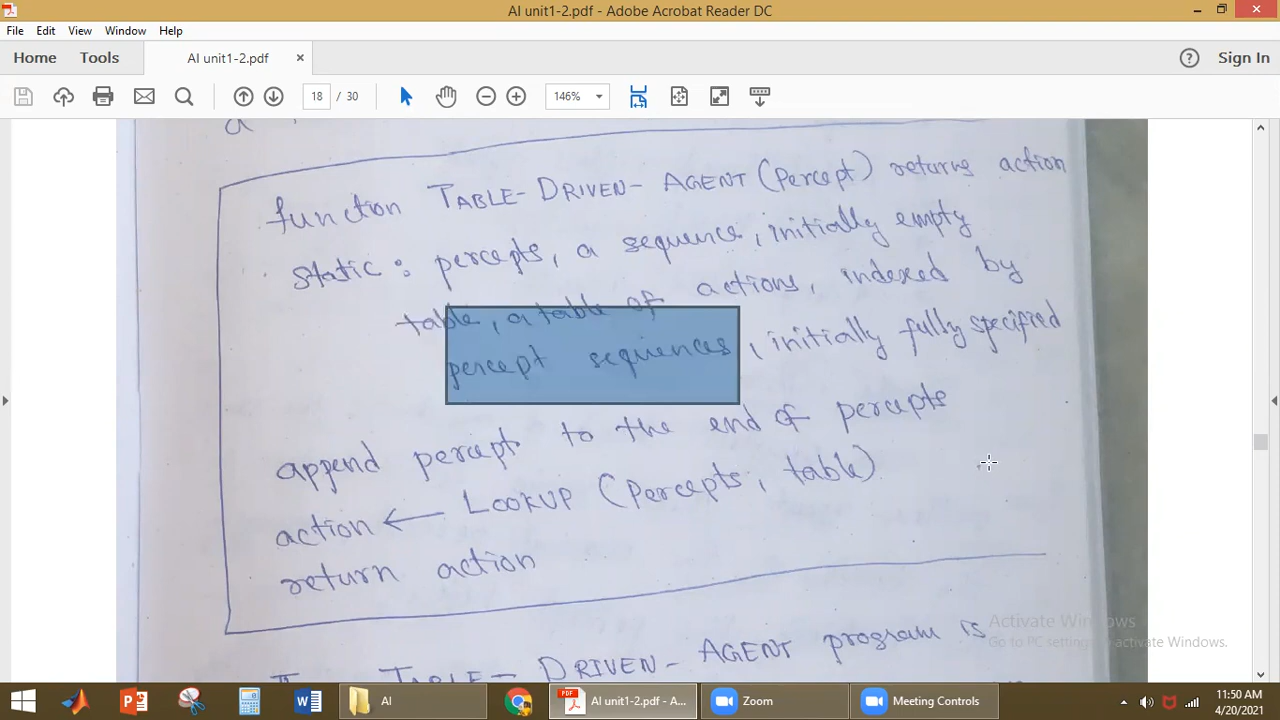 AI unit1-2.pdf - Adobe Acrobat Reader DC
File Edit View Window Help
Home Tools AI unit1-2.pdf × Sign In
18 / 30 146%
function TABLE-DRIVEN-AGENT (Percept) returns action
static: percepts, a sequence, initially empty
table, a table of actions, indexed by
percept sequences, initially fully specified
append percept to the end of percepts
action ← LOOKUP (Percepts, table)
return action
TABLE-DRIVEN-AGENT program is
Activate Windows
Go to PC settings to activate Windows.
AI AI unit1-2.pdf - A... Zoom Meeting Controls
11:50 AM
4/20/2021